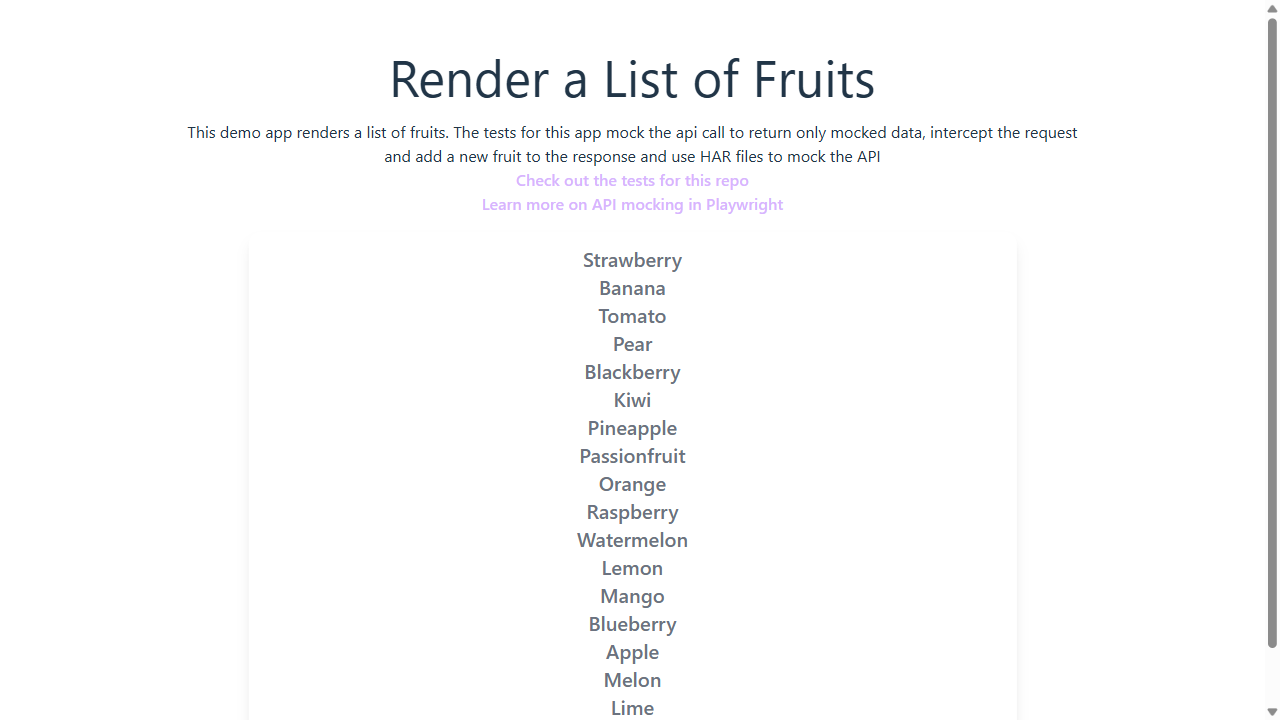 Render a List of Fruits
This demo app renders a list of fruits. The tests for this app mock the api call to return only mocked data, intercept the request
and add a new fruit to the response and use HAR files to mock the API
Check out the tests for this repo
Learn more on API mocking in Playwright
Strawberry
Banana
Tomato
Pear
Blackberry
Kiwi
Pineapple
Passionfruit
Orange
Raspberry
Watermelon
Lemon
Mango
Blueberry
Apple
Melon
Lime